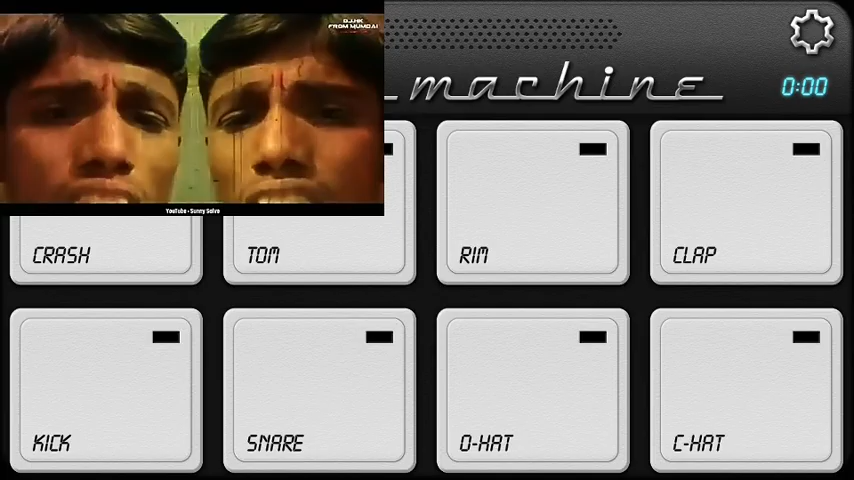 DJ.HK
FROM MUMBAI
machine
0:00
YouTube - Sunny Salve
CRASH
TOM
RIM
CLAP
KICK
SNARE
O-HAT
C-HAT